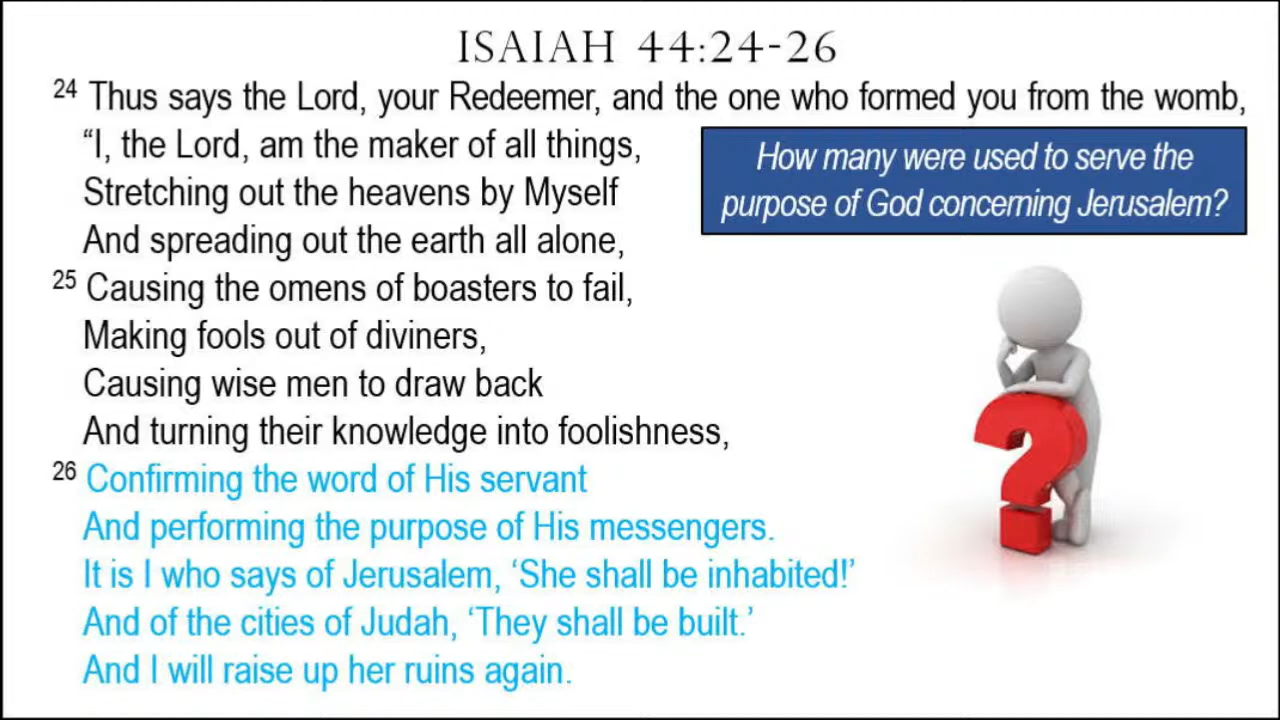 ISAIAH 44:24-26
24 Thus says the Lord, your Redeemer, and the one who formed you from the womb,
“I, the Lord, am the maker of all things,
Stretching out the heavens by Myself
And spreading out the earth all alone,
25 Causing the omens of boasters to fail,
Making fools out of diviners,
Causing wise men to draw back
And turning their knowledge into foolishness,
26 Confirming the word of His servant
And performing the purpose of His messengers.
It is I who says of Jerusalem, ‘She shall be inhabited!’
And of the cities of Judah, ‘They shall be built.’
And I will raise up her ruins again.
How many were used to serve the
purpose of God concerning Jerusalem?